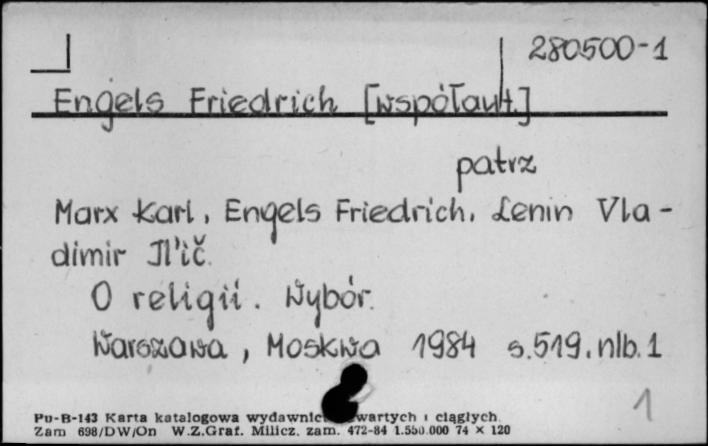 280500-1
Engels Friedrich [współaut.]
patrz
Marx Karl, Engels Friedrich, Lenin Vla-
dimir Il'ič.
O religii. Wybór.
Warszawa, Moskwa 1984 s. 519, nlb. 1
1
Pu-B-143 Karta katalogowa wydawnict zwartych i ciągłych.
Zam 698/DW/On W.Z.Graf. Milicz. zam. 472-84 1.550.000 74 × 120